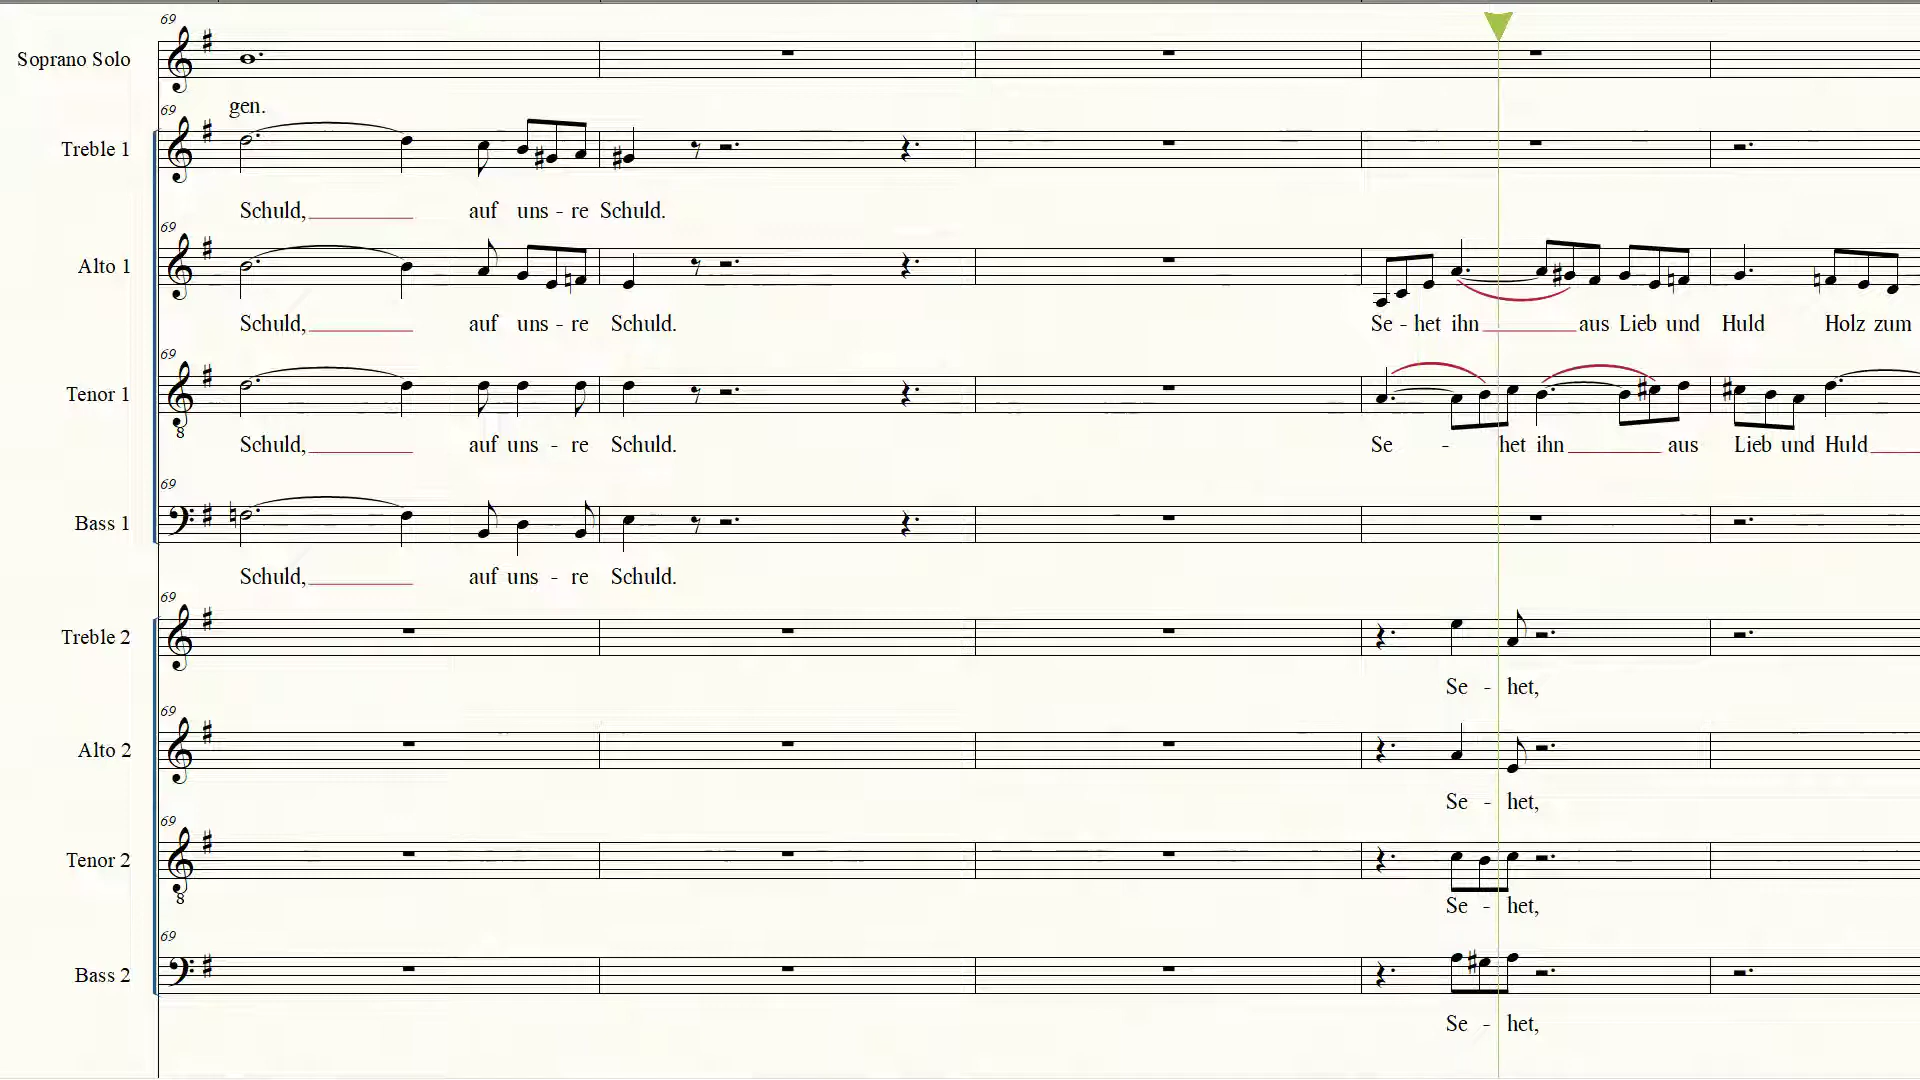 69
Soprano Solo
gen.
69
Treble 1
Schuld, auf uns - re Schuld.
69
Alto 1
Schuld, auf uns - re Schuld. Se - het ihn aus Lieb und Huld Holz zum
69
Tenor 1
8
Schuld, auf uns - re Schuld. Se - het ihn aus Lieb und Huld
69
Bass 1
Schuld, auf uns - re Schuld.
69
Treble 2
Se - het,
69
Alto 2
Se - het,
69
Tenor 2
8
Se - het,
69
Bass 2
Se - het,